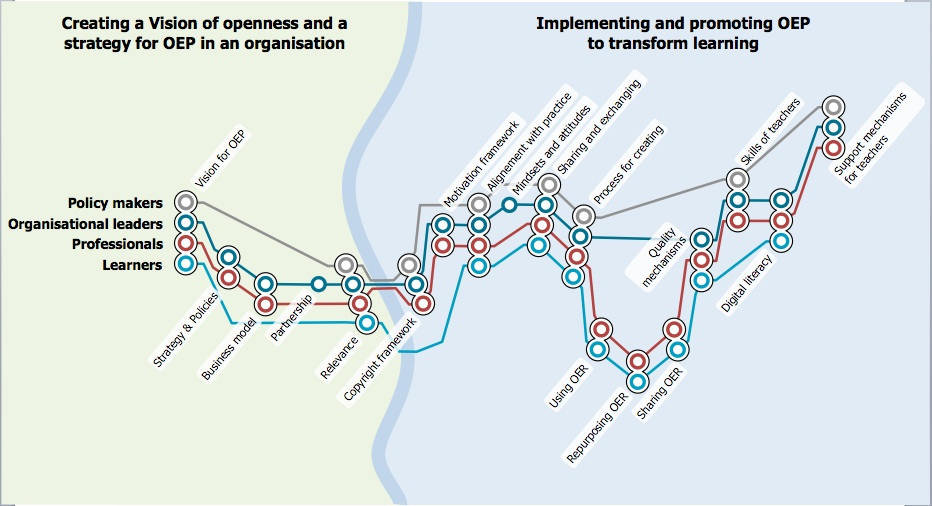 Creating a Vision of openness and a
strategy for OEP in an organisation
Implementing and promoting OEP
to transform learning
Policy makers
Organisational leaders
Professionals
Learners
Vision for OEP
Strategy & Policies
Business model
Partnership
Relevance
Copyright framework
Motivation framework
Alignement with practice
Mindsets and attitudes
Sharing and exchanging
Process for creating
Using OER
Repurposing OER
Sharing OER
Quality
mechanisms
Skills of teachers
Digital literacy
Support mechanisms
for teachers